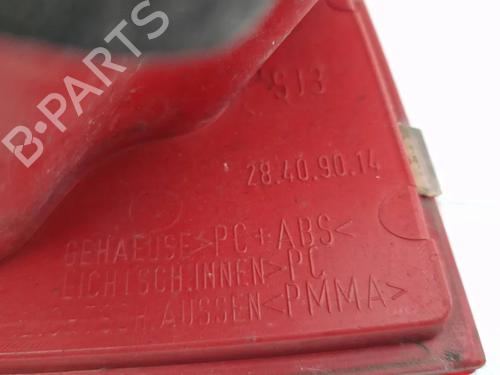 B-PARTS
S13
28.40.90.14
GEHAEUSE>PC+ABS<
LICHTSCH.INNEN>PC
AUSSEN<PMMA<